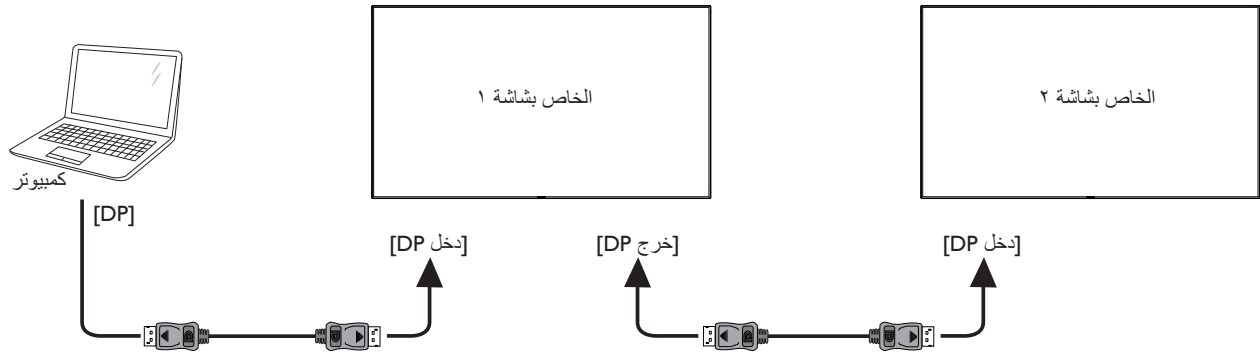 الخاص بشاشة ١
الخاص بشاشة ٢
كمبيوتر
[DP]
[دخل DP]
[خرج DP]
[دخل DP]